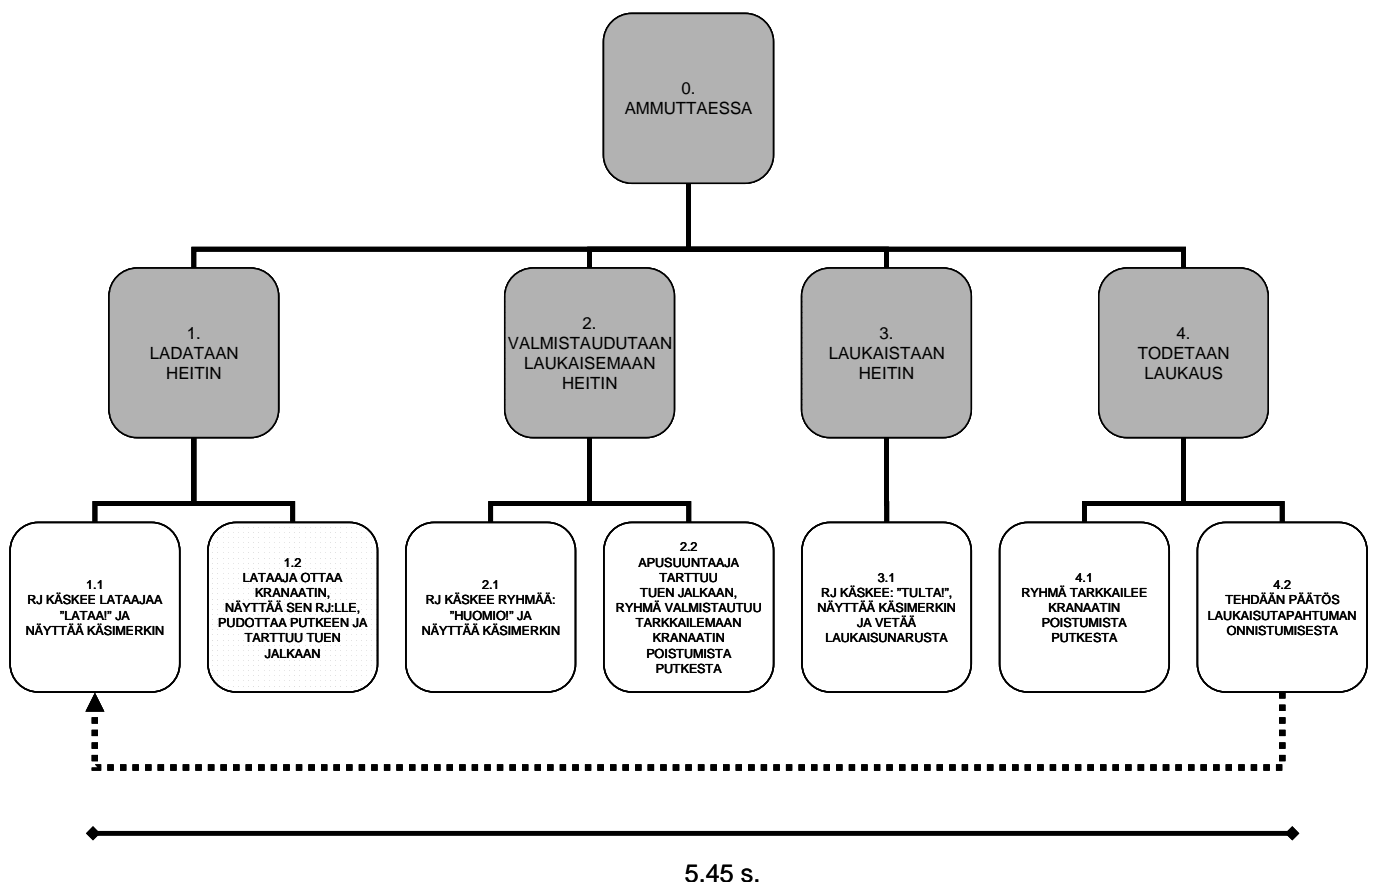 0.
AMMUTTAESSA
1.
LADATAAN
HEITIN
2.
VALMISTAUDUTAAN
LAUKAISEMAAN
HEITIN
3.
LAUKAISTAAN
HEITIN
4.
TODETAAN
LAUKAUS
1.1
RJ KÄSKEE LATAAJAA
"LATAA!" JA
NÄYTTÄÄ KÄSIMERKIN
1.2
LATAAJA OTTAA
KRANAATIN,
NÄYTTÄÄ SEN RJ:LLE,
PUDOTTAA PUTKEEN JA
TARTTUU TUEN
JALKAAN
2.1
RJ KÄSKEE RYHMÄÄ:
"HUOMIO!" JA
NÄYTTÄÄ KÄSIMERKIN
2.2
APUSUUNTAAJA
TARTTUU
TUEN JALKAAN,
RYHMÄ VALMISTAUTUU
TARKKAILEMAAN
KRANAATIN
POISTUMISTA
PUTKESTA
3.1
RJ KÄSKEE: "TULTA!",
NÄYTTÄÄ KÄSIMERKIN
JA VETÄÄ
LAUKAISUNARUSTA
4.1
RYHMÄ TARKKAILEE
KRANAATIN
POISTUMISTA
PUTKESTA
4.2
TEHDÄÄN PÄÄTÖS
LAUKAISUTAPAHTUMAN
ONNISTUMISESTA
5.45 s.